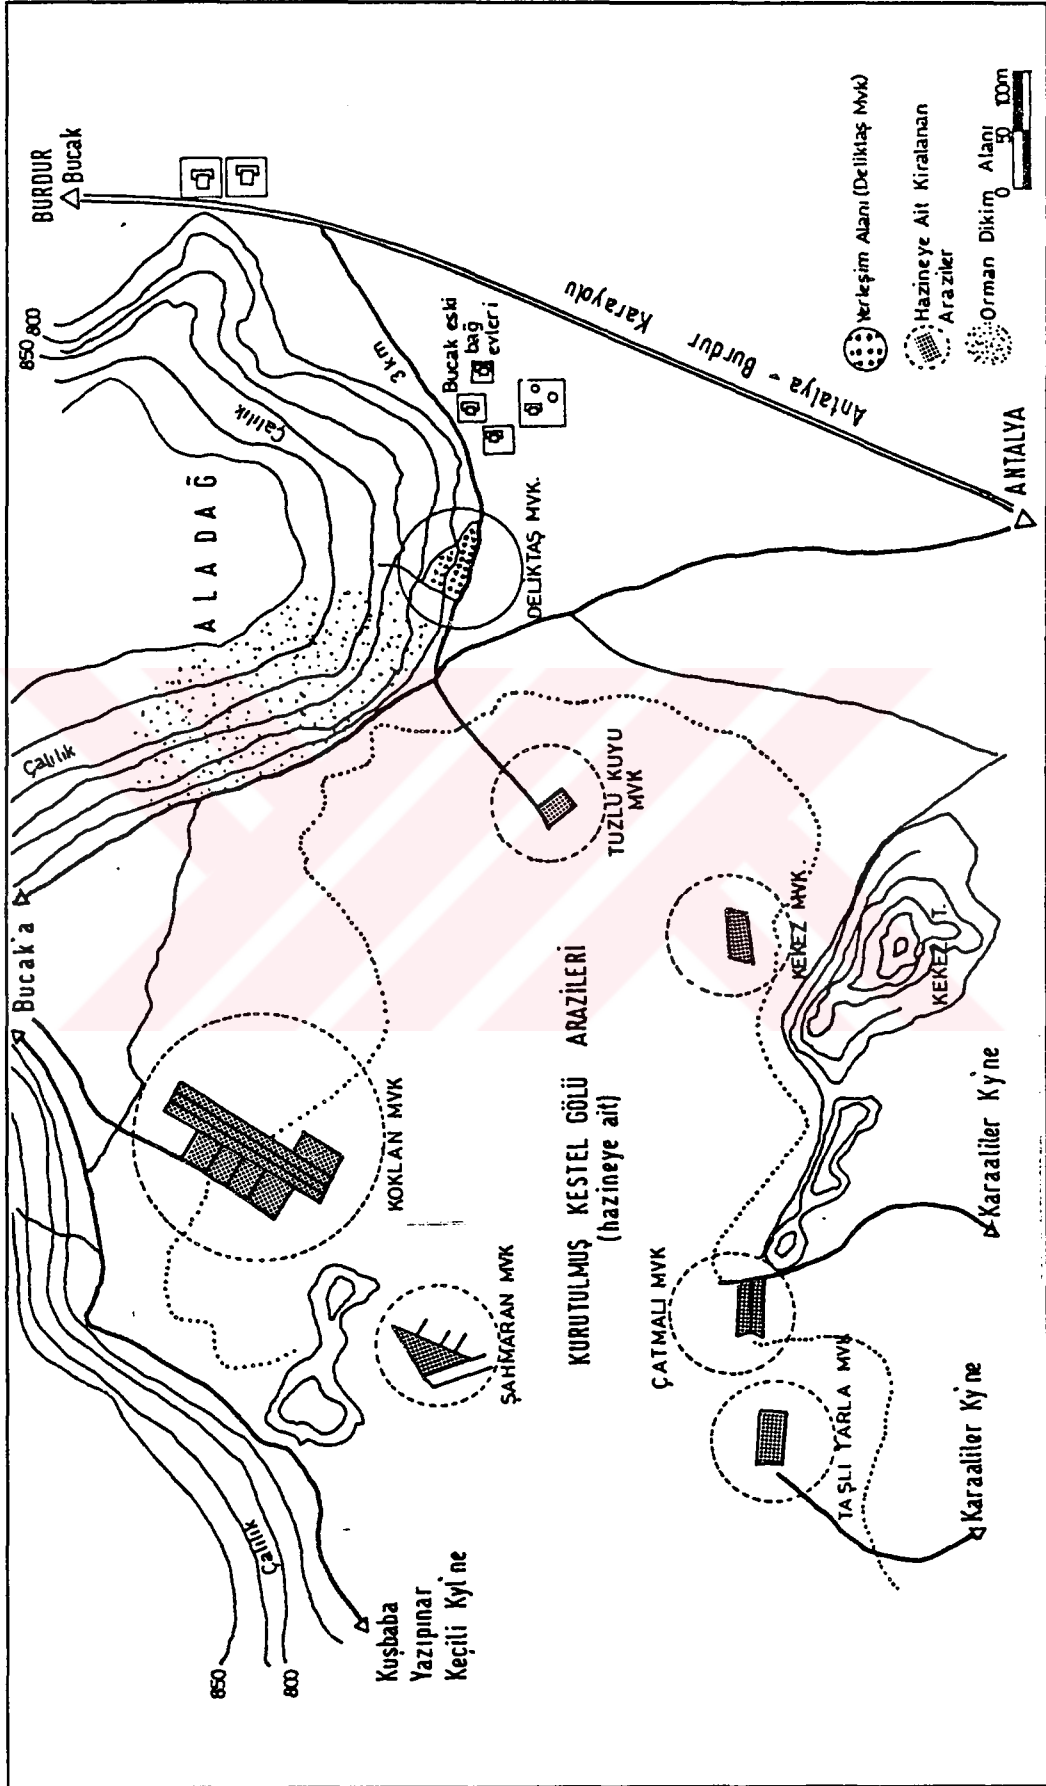 BURDUR
Bucak
850
800
Çalılık
ALADAĞ
3 km
Bucak eski
bağ
evleri
Antalya - Burdur Karayolu
ANTALYA
DELİKTAŞ MVK.
Çalılık
Bucak'a
TUZLU KUYU
MVK
KOKLAN MVK
KURUTULMUŞ KESTEL GÖLÜ ARAZİLERİ
(hazineye ait)
KEKEZ MVK
KEKEZ T.
ŞAHMARAN MVK
ÇATMALI MVK
Karaaliler Ky'ne
TAŞLI TARLA MVK
Karaaliler Ky'ne
Çalılık
850
800
Kuşbaba
Yazıpınar
Keçili Kyl'ne
Yerleşim Alanı (Deliktaş Mvk)
Hazineye Ait Kiralanan
Araziler
Orman Dikim Alanı
0 50 100m